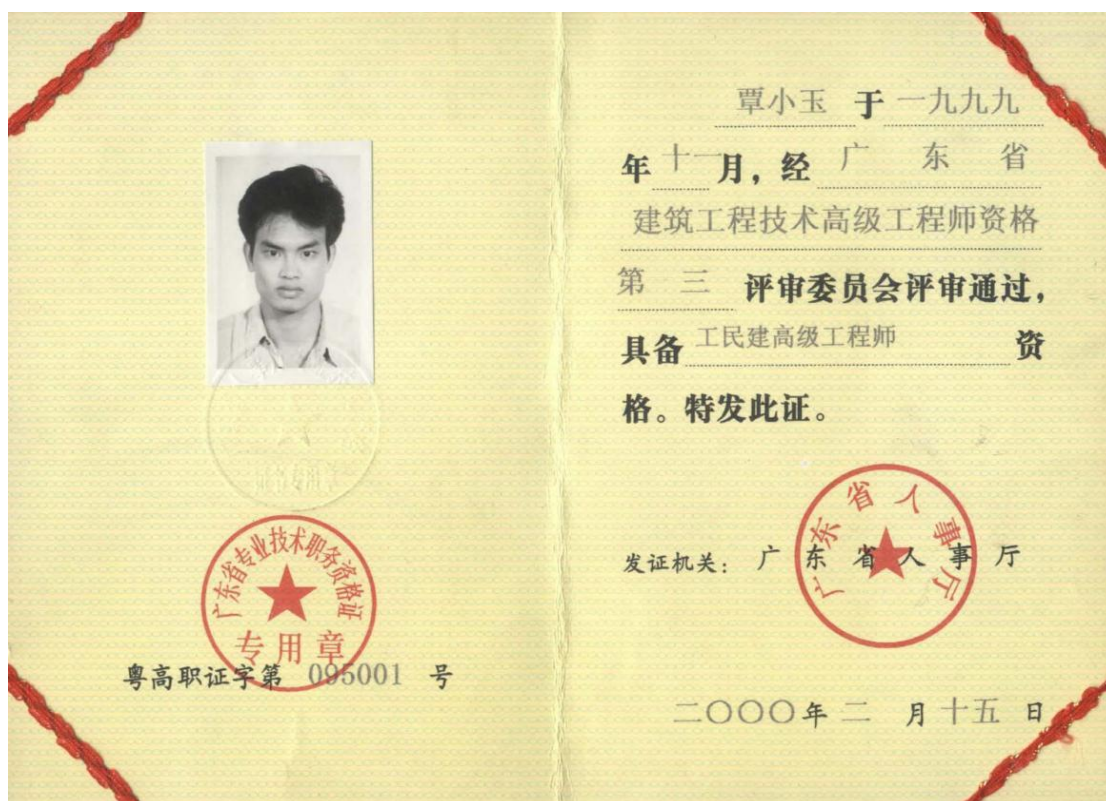 广东省专业技术职务资格证
专用章
粤高职证字第 095001 号
覃小玉 于 一九九九
年 十一 月，经 广东省
建筑工程技术高级工程师资格
第三 评审委员会评审通过，
具备 工民建高级工程师 资
格。特发此证。
广东省人事厅
发证机关：广东省人事厅
二〇〇〇年二月十五日